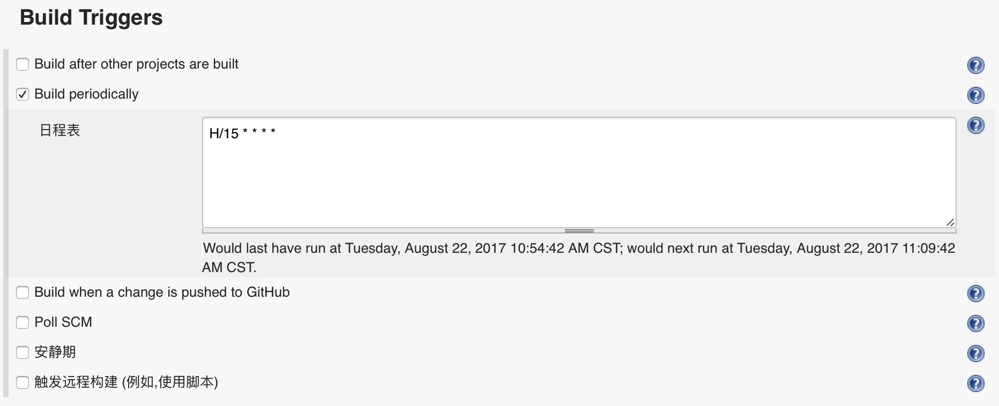 Build Triggers
Build after other projects are built
Build periodically
日程表
H/15 * * * *
Would last have run at Tuesday, August 22, 2017 10:54:42 AM CST; would next run at Tuesday, August 22, 2017 11:09:42
AM CST.
Build when a change is pushed to GitHub
Poll SCM
安静期
触发远程构建 (例如,使用脚本)